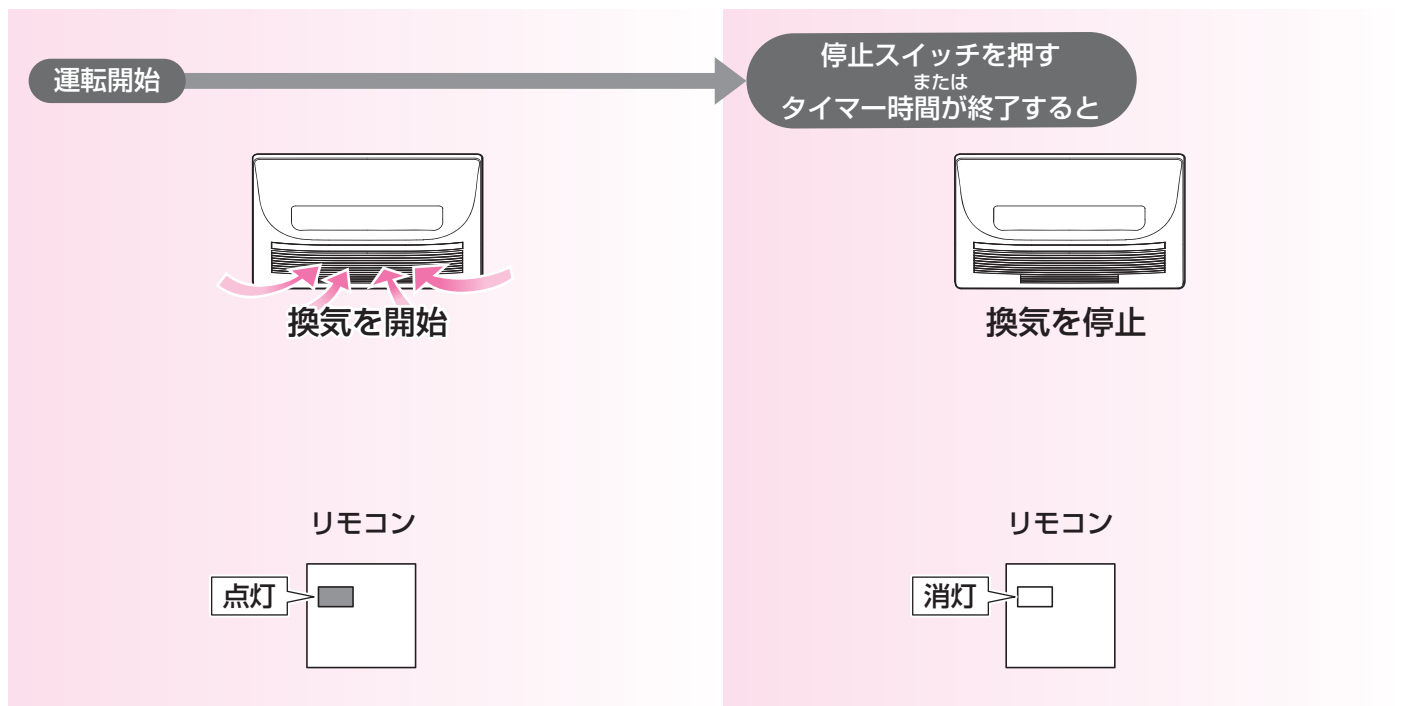 運転開始
停止スイッチを押す
または
タイマー時間が終了すると
換気を開始
換気を停止
リモコン
リモコン
点灯
消灯